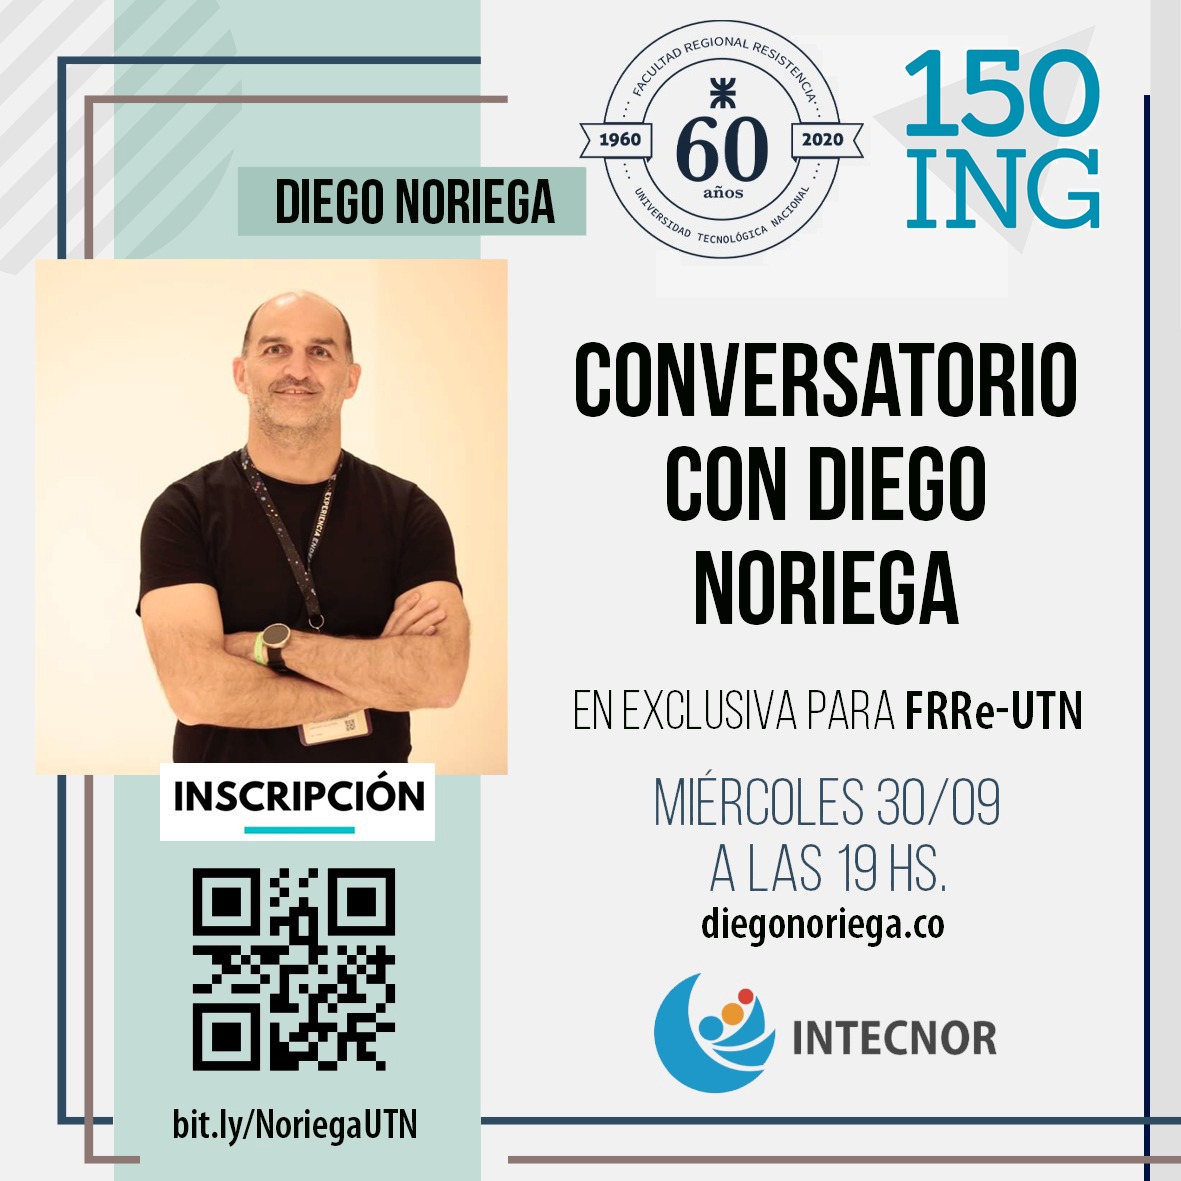 FACULTAD REGIONAL RESISTENCIA
1960
60
años
2020
UNIVERSIDAD TECNOLÓGICA NACIONAL
150
ING
DIEGO NORIEGA
CONVERSATORIO
CON DIEGO
NORIEGA
EN EXCLUSIVA PARA FRRe-UTN
MIÉRCOLES 30/09
A LAS 19 HS.
diegonoriega.co
INTECNOR
EXPERIENCIA
INSCRIPCIÓN
bit.ly/NoriegaUTN